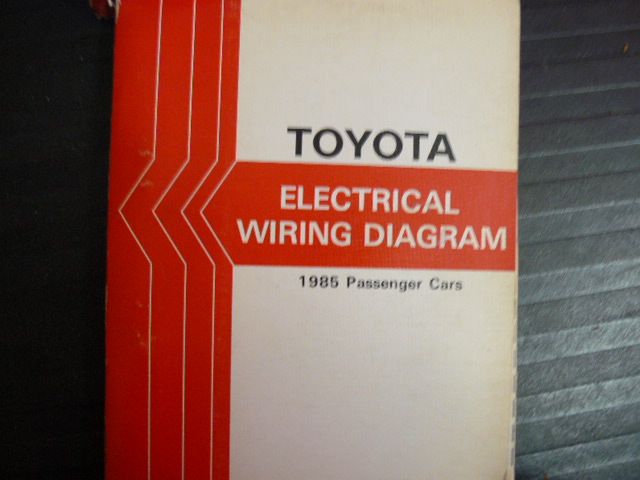 TOYOTA
ELECTRICAL
WIRING DIAGRAM
1985 Passenger Cars